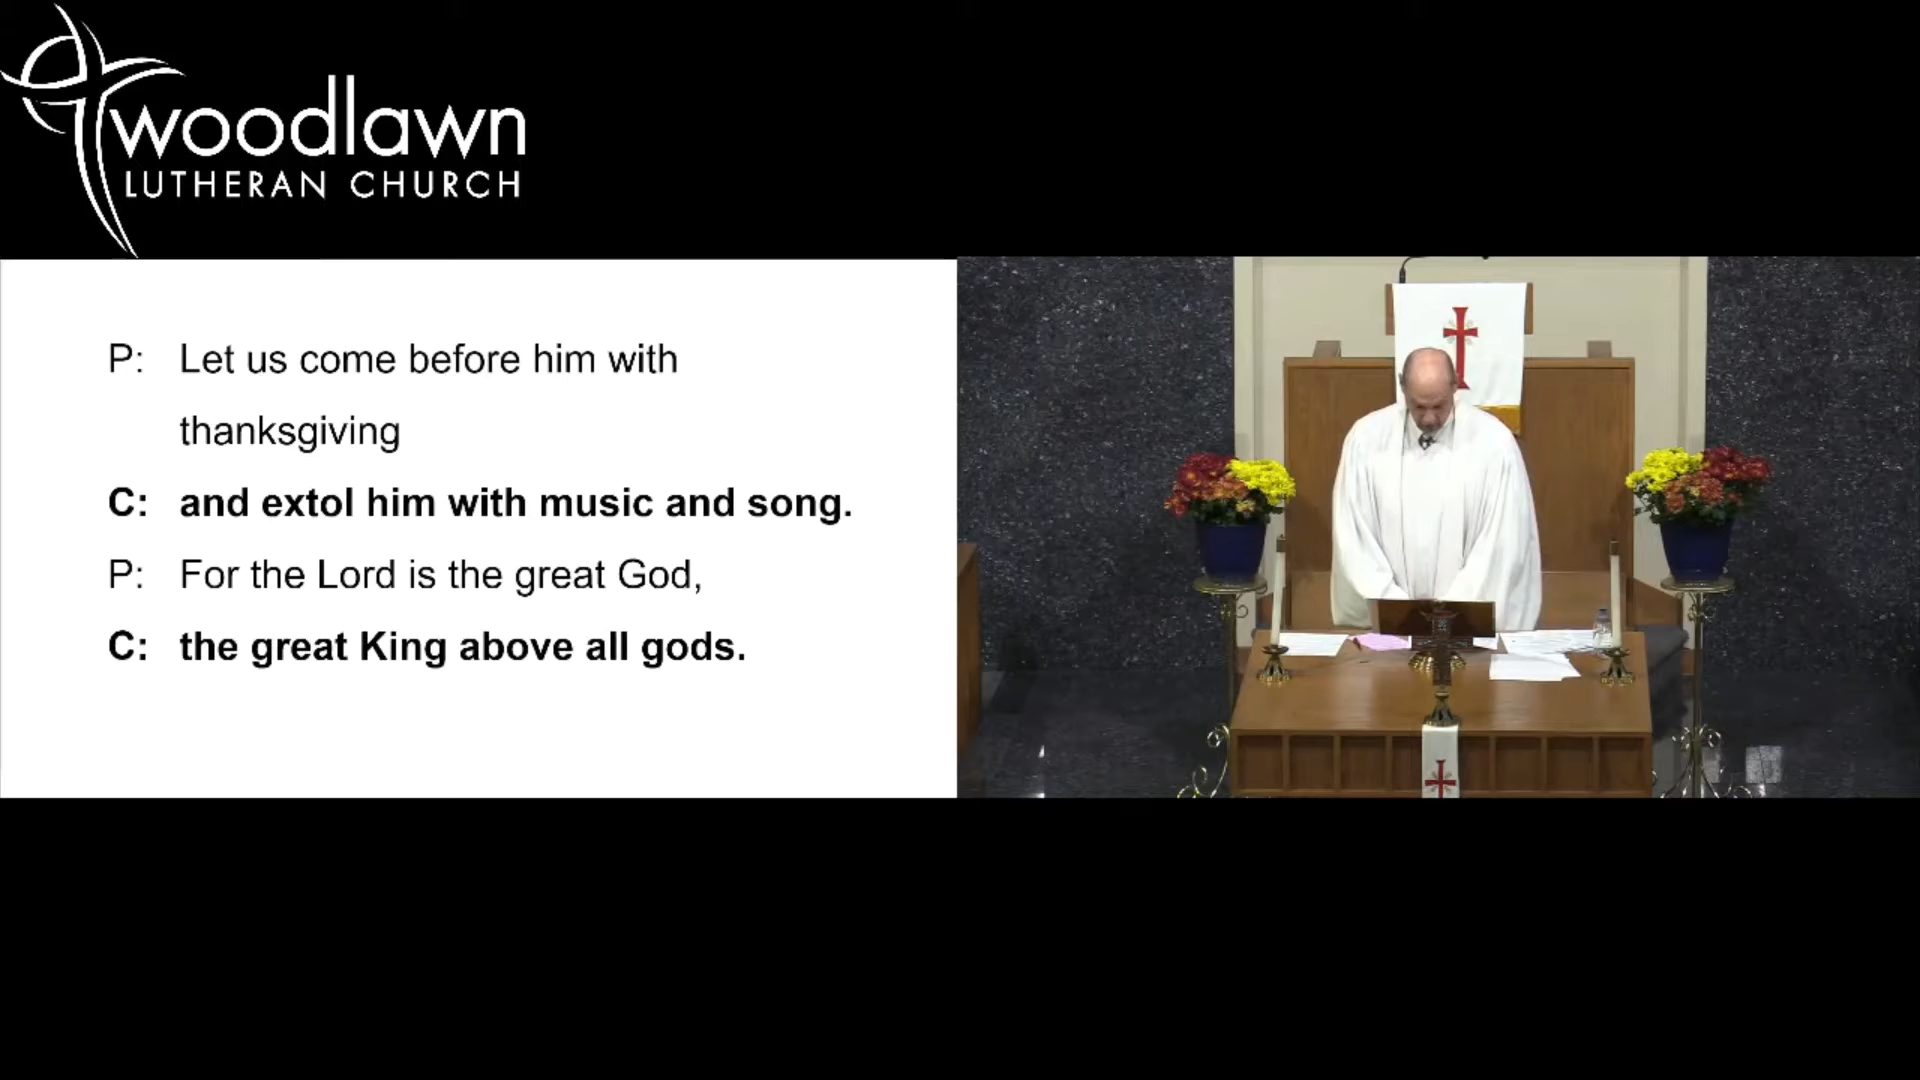 woodlawn
LUTHERAN CHURCH
P: Let us come before him with
thanksgiving
C: and extol him with music and song.
P: For the Lord is the great God,
C: the great King above all gods.